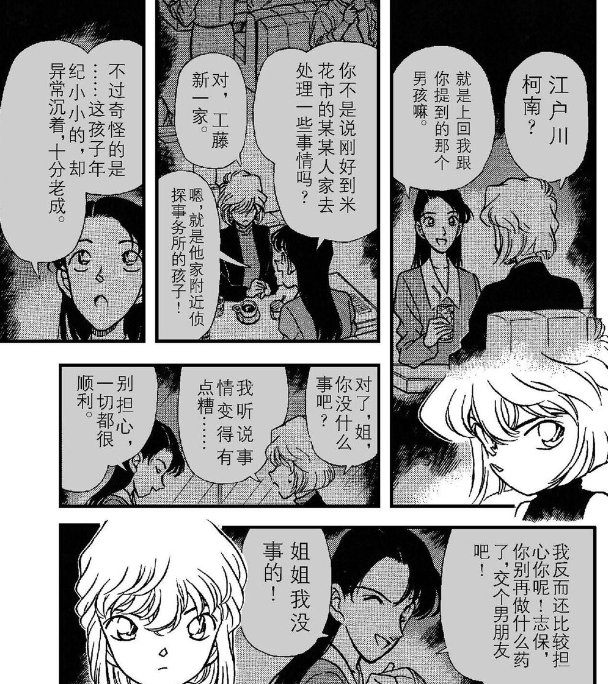 江户川
柯南？
就是上回我跟
你提到的那个
男孩嘛。
你不是说刚好到米
花市的某某人家去
处理一些事情吗？
对，工藤
新一家。
嗯，就是他家附近侦
探事务所的孩子！
不过奇怪的是
……这孩子年
纪小小的，却
异常沉着，十分老成。
对了，姐，
你没什么
事吧？
我听说事
情变得有
点糟……
别担心，
一切都很
顺利。
我反而还比较担
心你呢！志保，
你别再做什么药
了，交个男朋友
吧！
姐姐我没
事的！